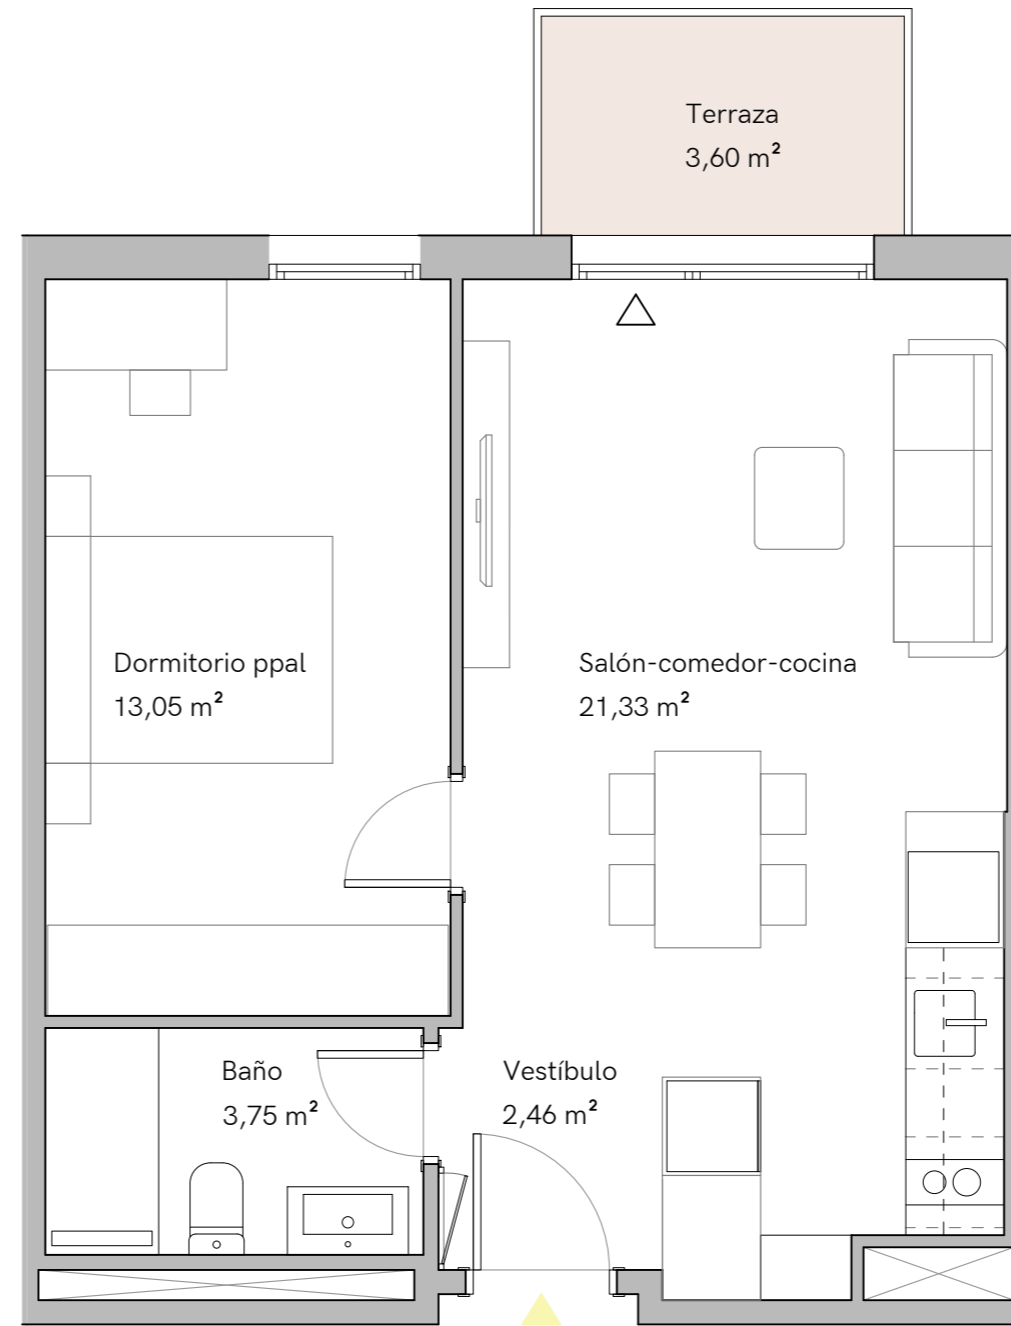 Terraza
3,60 m²
Dormitorio ppal
13,05 m²
Salón-comedor-cocina
21,33 m²
Baño
3,75 m²
Vestíbulo
2,46 m²